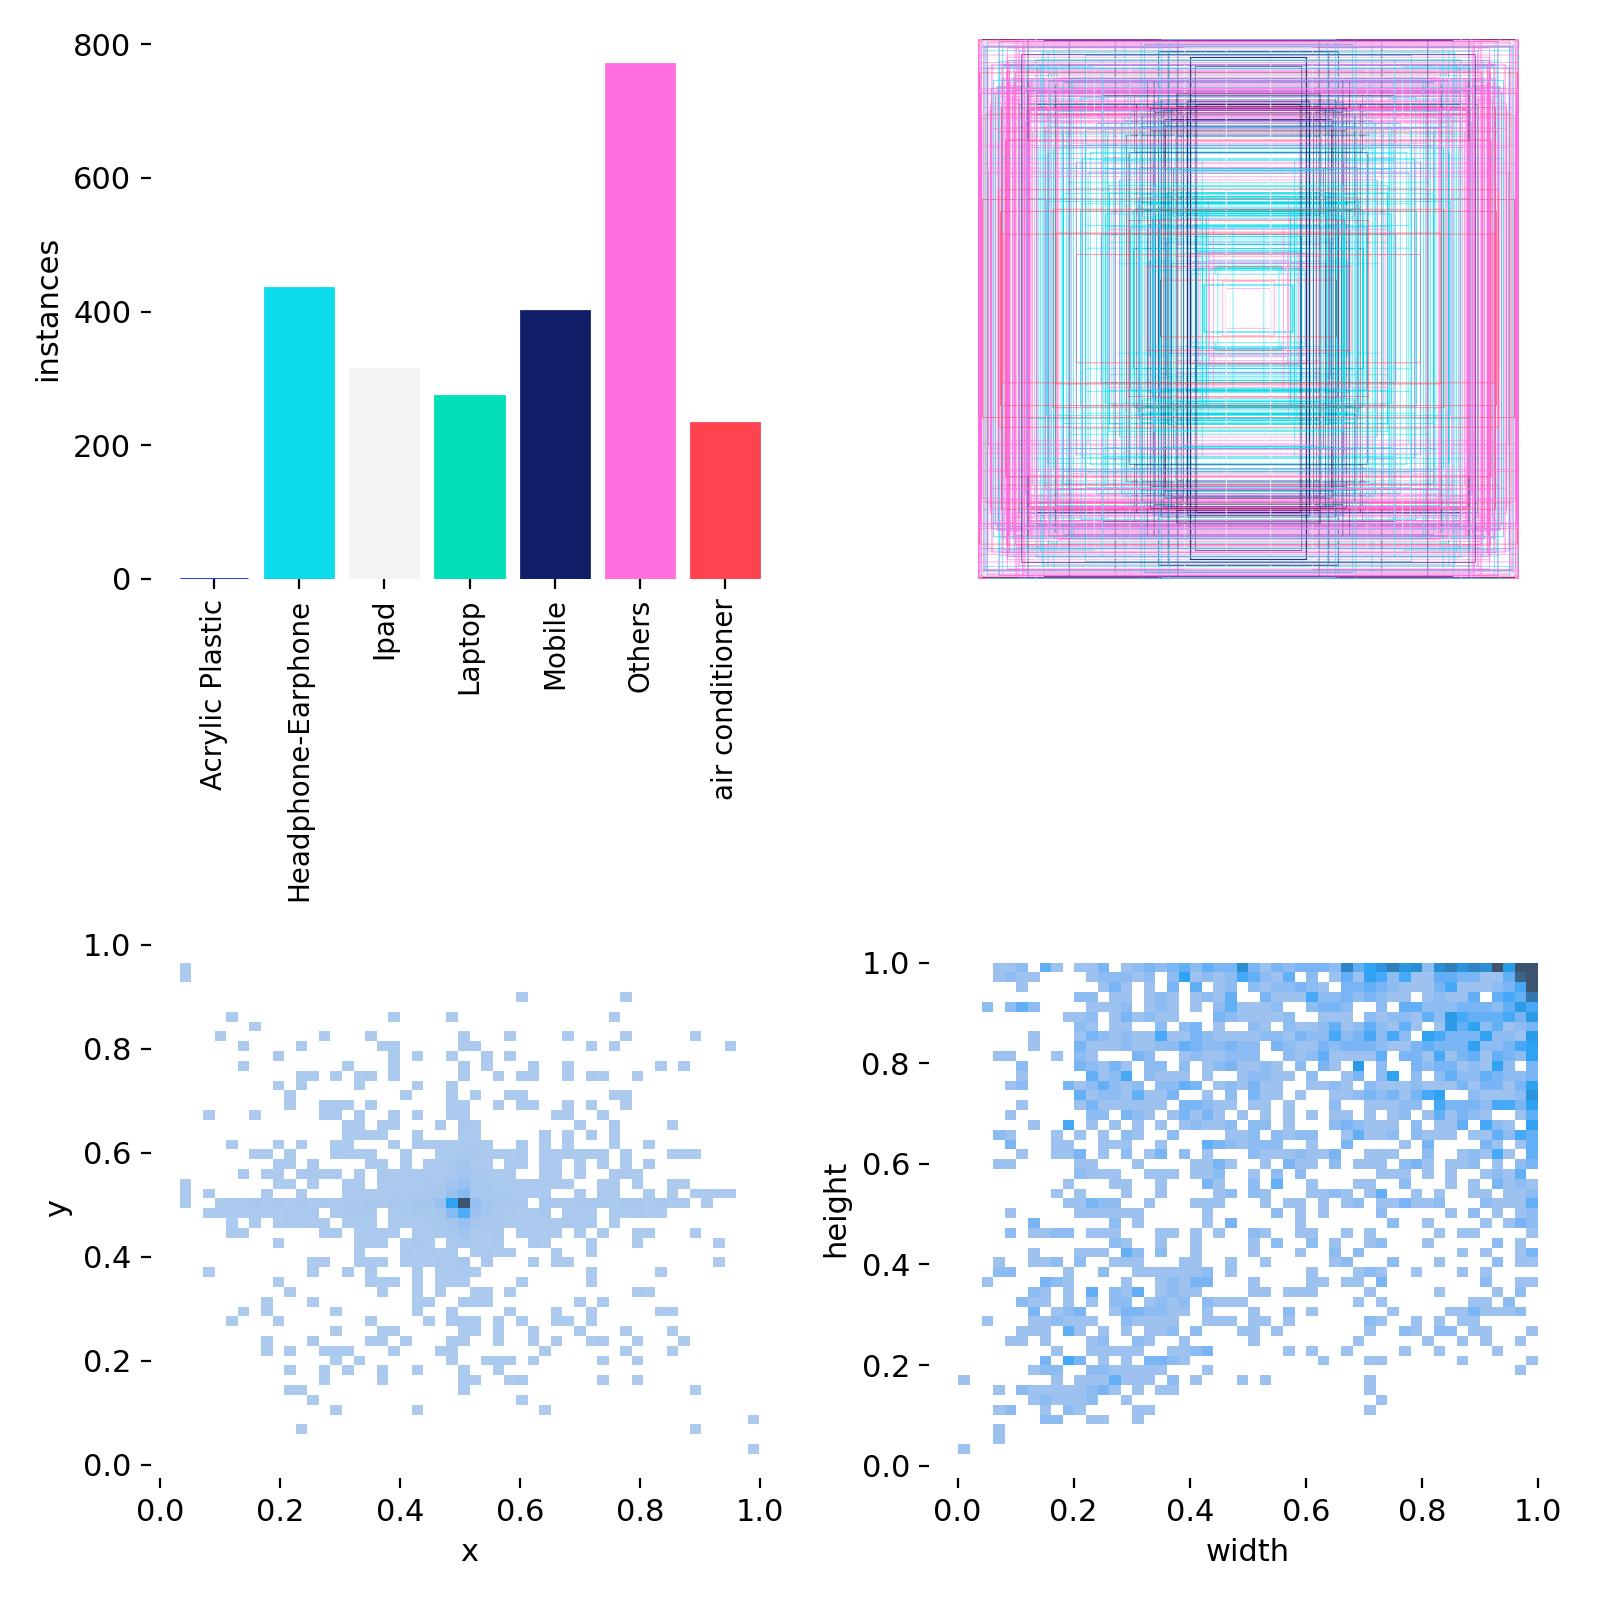 800
600
400
200
0
instances
Acrylic Plastic
Headphone-Earphone
Ipad
Laptop
Mobile
Others
air conditioner
1.0
0.8
0.6
0.4
0.2
0.0
y
0.0 0.2 0.4 0.6 0.8 1.0
x
1.0
0.8
0.6
0.4
0.2
0.0
height
0.0 0.2 0.4 0.6 0.8 1.0
width